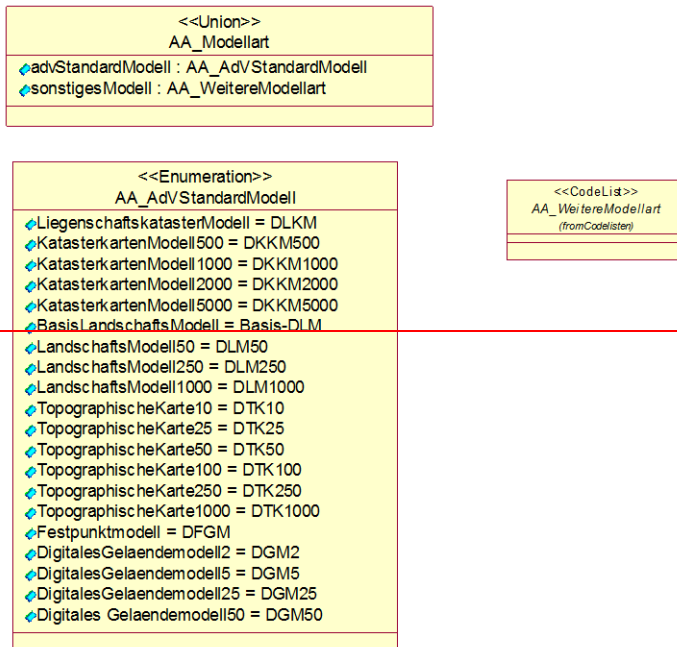 <<Union>>
AA_Modellart
advStandardModell : AA_AdVStandardModell
sonstigesModell : AA_WeitereModellart
<<Enumeration>>
AA_AdVStandardModell
LiegenschaftskatasterModell = DLKM
KatasterkartenModell500 = DKKM500
KatasterkartenModell1000 = DKKM1000
KatasterkartenModell2000 = DKKM2000
KatasterkartenModell5000 = DKKM5000
BasisLandschaftsModell = Basis-DLM
LandschaftsModell50 = DLM50
LandschaftsModell250 = DLM250
LandschaftsModell1000 = DLM1000
TopographischeKarte10 = DTK10
TopographischeKarte25 = DTK25
TopographischeKarte50 = DTK50
TopographischeKarte100 = DTK100
TopographischeKarte250 = DTK250
TopographischeKarte1000 = DTK1000
Festpunktmodell = DFGM
DigitalesGelaendemodell2 = DGM2
DigitalesGelaendemodell5 = DGM5
DigitalesGelaendemodell25 = DGM25
Digitales Gelaendemodell50 = DGM50
<<CodeList>>
AA_WeitereModellart
(fromCodelisten)